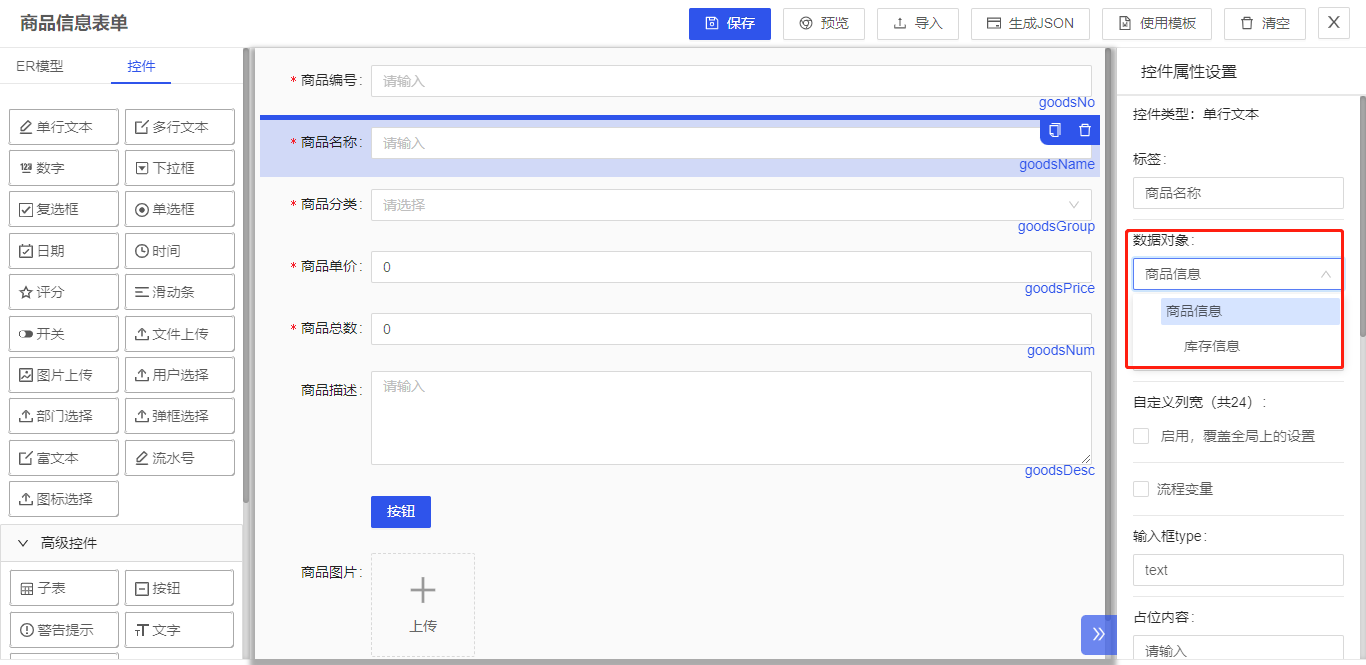 商品信息表单
保存
预览
导入
生成JSON
使用模板
清空
X
ER模型
控件
单行文本
多行文本
数字
下拉框
复选框
单选框
日期
时间
评分
滑动条
开关
文件上传
图片上传
用户选择
部门选择
弹框选择
富文本
流水号
图标选择
高级控件
子表
按钮
警告提示
文字
* 商品编号:
请输入
goodsNo
* 商品名称:
请输入
goodsName
* 商品分类:
请选择
goodsGroup
* 商品单价:
0
goodsPrice
* 商品总数:
0
goodsNum
商品描述:
请输入
goodsDesc
按钮
商品图片:
上传
控件属性设置
控件类型：单行文本
标签:
商品名称
数据对象:
商品信息
商品信息
库存信息
自定义列宽（共24）:
启用，覆盖全局上的设置
流程变量
输入框type:
text
占位内容:
请输入